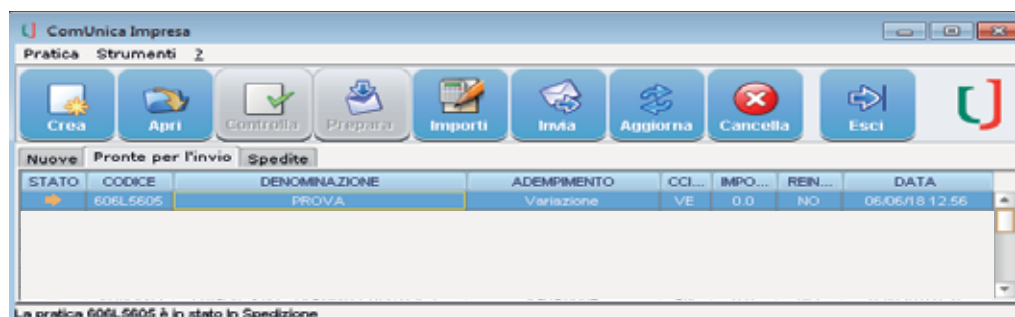 ComUnica Impresa
Pratica Strumenti ?
Crea Apri Controlla Prepara Importi Invia Aggiorna Cancella Esci
Nuove Pronte per l'invio Spedite
STATO CODICE DENOMINAZIONE ADEMPIMENTO CCI... IMPO... REIN... DATA
606L5605 PROVA Variazione VE 0.0 NO 06/06/18 12.56
La pratica 606L5605 è in stato In Spedizione